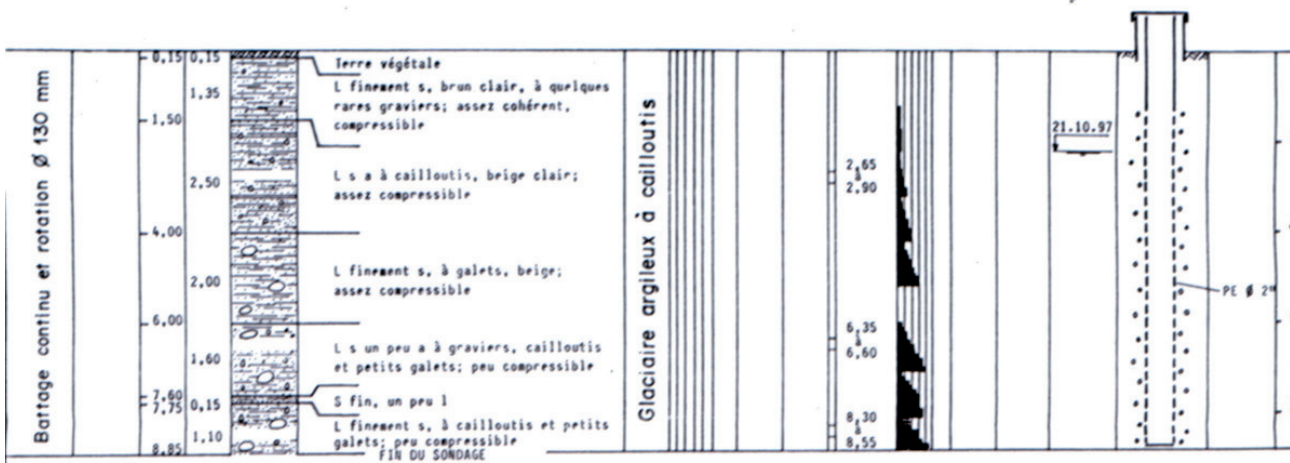 Battage continu et rotation Ø 130 mm
0,15
1,50
4,00
6,00
7,60
7,75
8,85
0,15
1,35
2,50
2,00
1,60
0,15
1,10
Terre végétale
L finement s, brun clair, à quelques
rares graviers; assez cohérent,
compressible
L s a à cailloutis, beige clair;
assez compressible
L finement s, à galets, beige;
assez compressible
L s un peu a à graviers, cailloutis
et petits galets; peu compressible
S fin, un peu l
L finement s, à cailloutis et petits
galets; peu compressible
FIN DU SONDAGE
Glaciaire argileux à cailloutis
2,65
à
2,90
6,35
à
6,60
8,30
à
8,55
21.10.97
PE Ø 2"